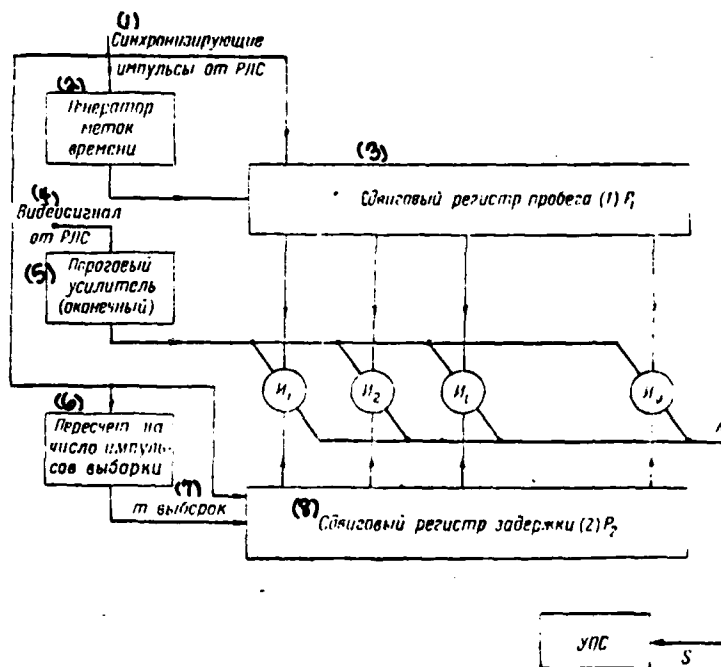 (1)
Синхронизирующие
импульсы от РЛС
(2)
Генератор
меток
времени
(3)
Сдвиговый регистр пробега (1) Р₁
(4)
Видеосигнал
от РЛС
(5)
Пороговый
усилитель
(оконечный)
И₁
И₂
И
И
(6)
Пересчет на
число импуль-
сов выборки
(7)
m выборок
(8)
Сдвиговый регистр задержки (2) Р₂
УПС
S